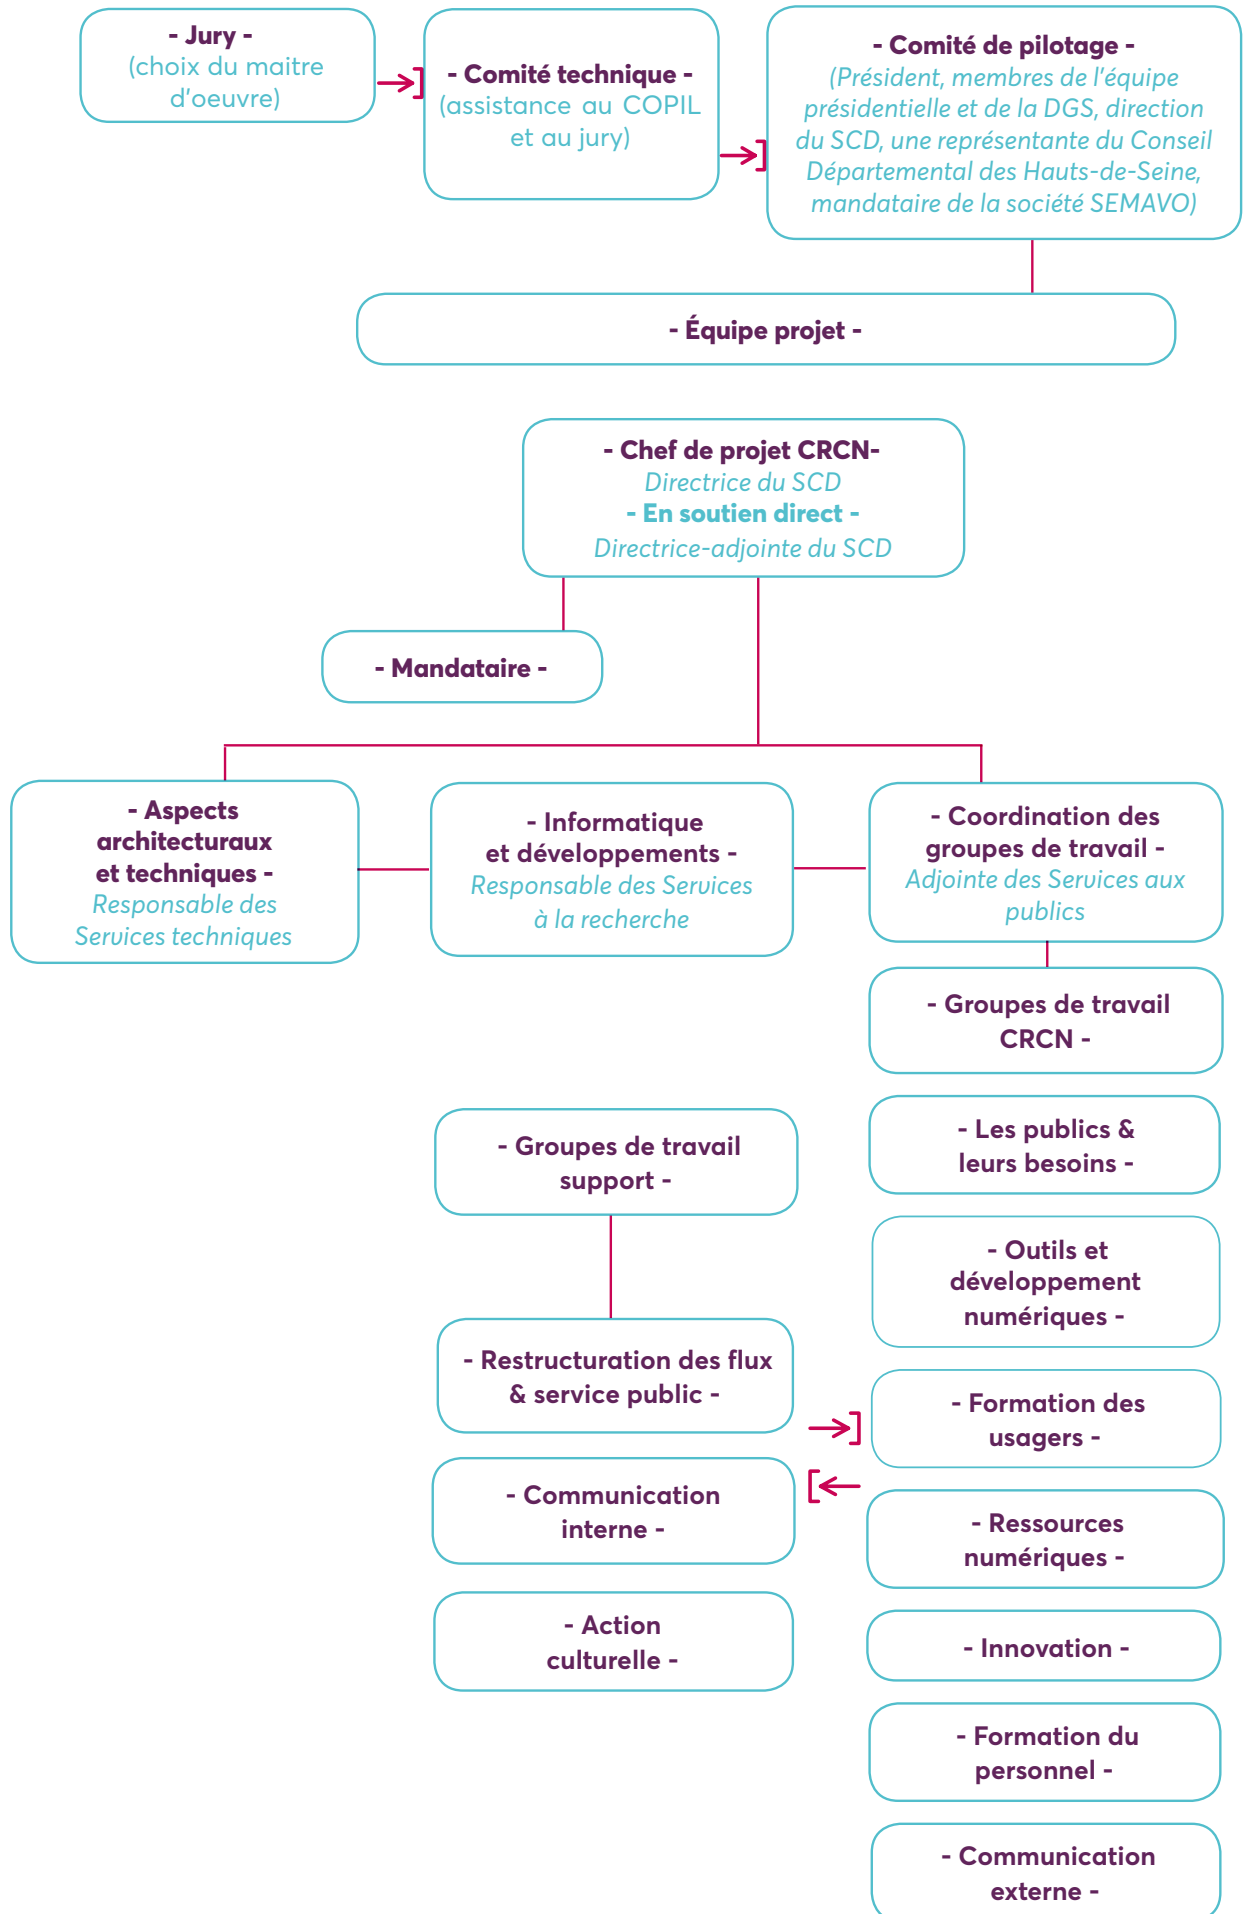 - Jury -
(choix du maitre
d'oeuvre)
- Comité technique -
(assistance au COPIL
et au jury)
- Comité de pilotage -
(Président, membres de l'équipe
présidentielle et de la DGS, direction
du SCD, une représentante du Conseil
Départemental des Hauts-de-Seine,
mandataire de la société SEMAVO)
- Équipe projet -
- Chef de projet CRCN-
Directrice du SCD
- En soutien direct -
Directrice-adjointe du SCD
- Mandataire -
- Aspects
architecturaux
et techniques -
Responsable des
Services techniques
- Informatique
et développements -
Responsable des Services
à la recherche
- Coordination des
groupes de travail -
Adjointe des Services aux
publics
- Groupes de travail
CRCN -
- Les publics &
leurs besoins -
- Outils et
développement
numériques -
- Formation des
usagers -
- Ressources
numériques -
- Innovation -
- Formation du
personnel -
- Communication
externe -
- Groupes de travail
support -
- Restructuration des flux
& service public -
- Communication
interne -
- Action
culturelle -